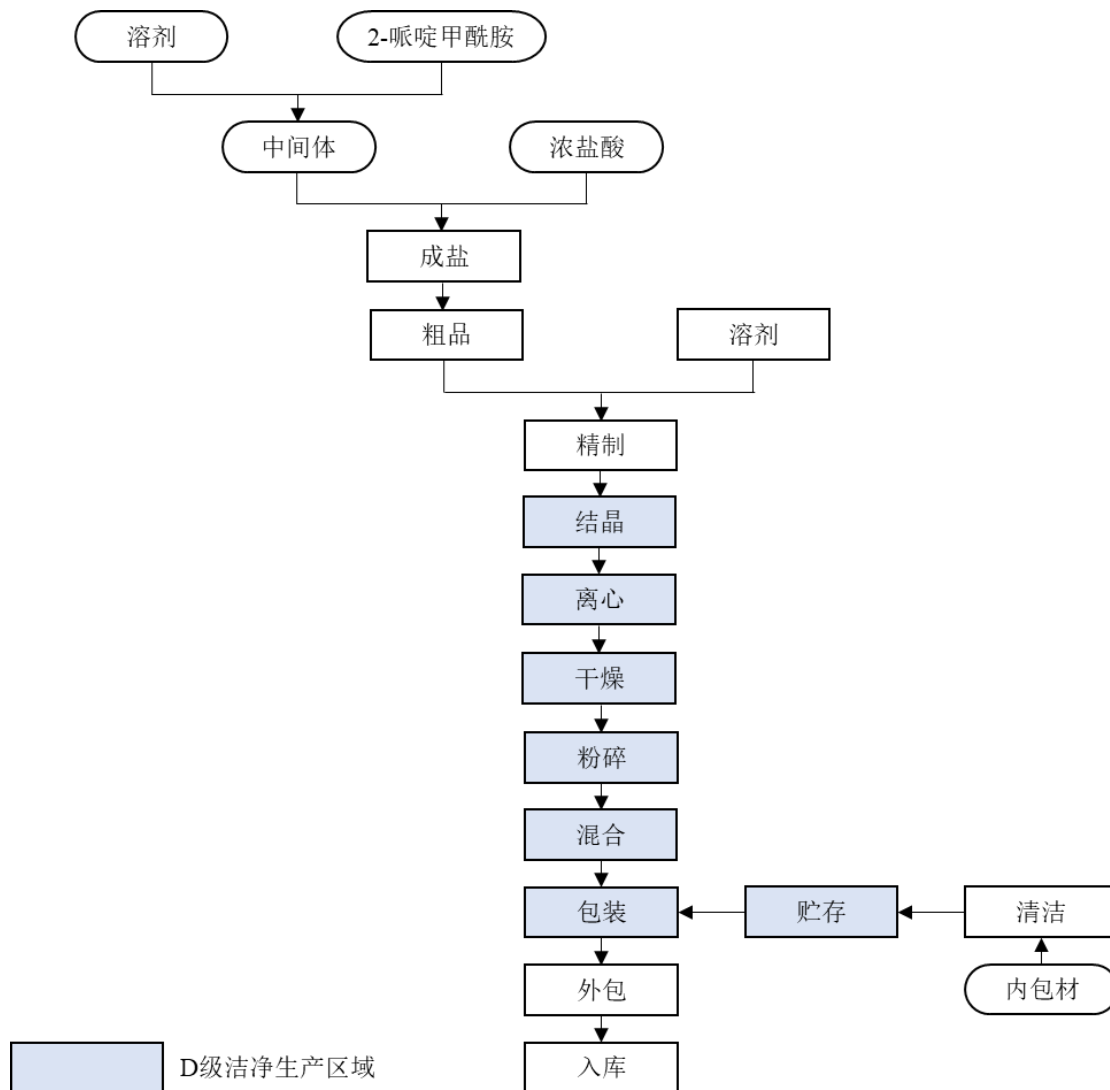 溶剂
2-哌啶甲酰胺
中间体
浓盐酸
成盐
粗品
溶剂
精制
结晶
离心
干燥
粉碎
混合
包装
贮存
清洁
外包
内包材
D级洁净生产区域
入库